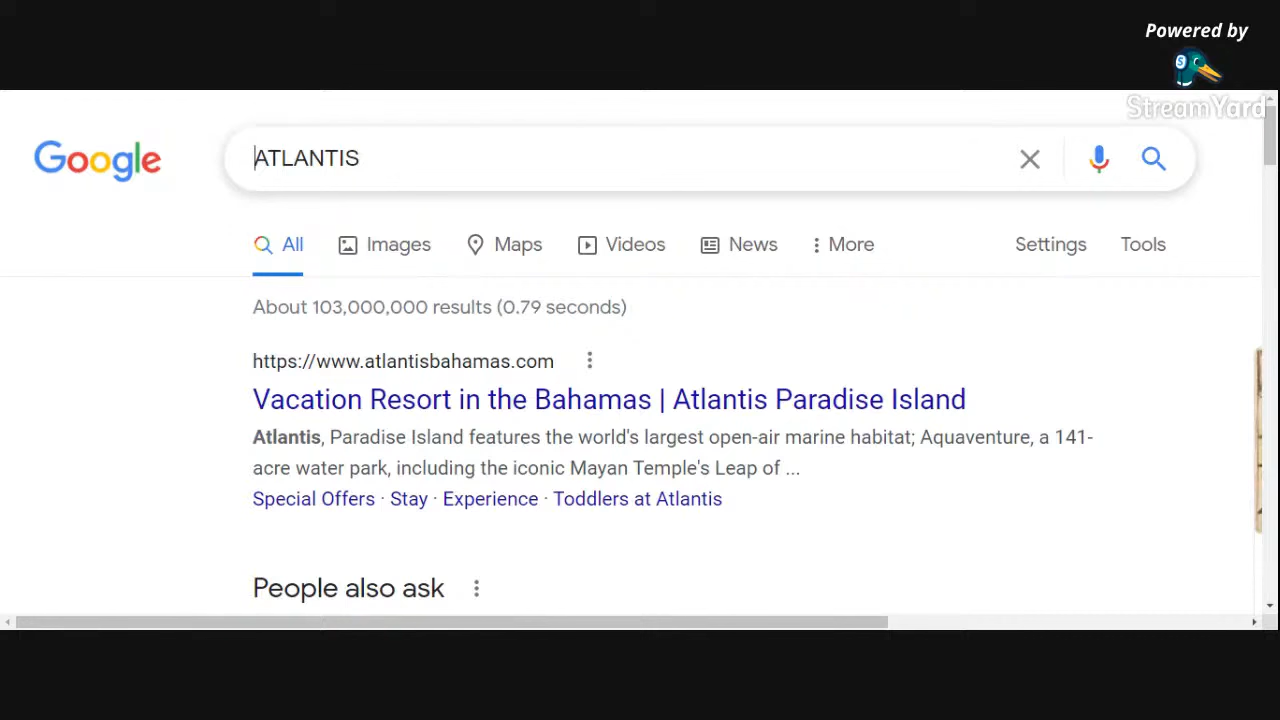 Powered by
StreamYard
Google
ATLANTIS
All Images Maps Videos News More Settings Tools
About 103,000,000 results (0.79 seconds)
https://www.atlantisbahamas.com
Vacation Resort in the Bahamas | Atlantis Paradise Island
Atlantis, Paradise Island features the world's largest open-air marine habitat; Aquaventure, a 141-
acre water park, including the iconic Mayan Temple's Leap of ...
Special Offers · Stay · Experience · Toddlers at Atlantis
People also ask